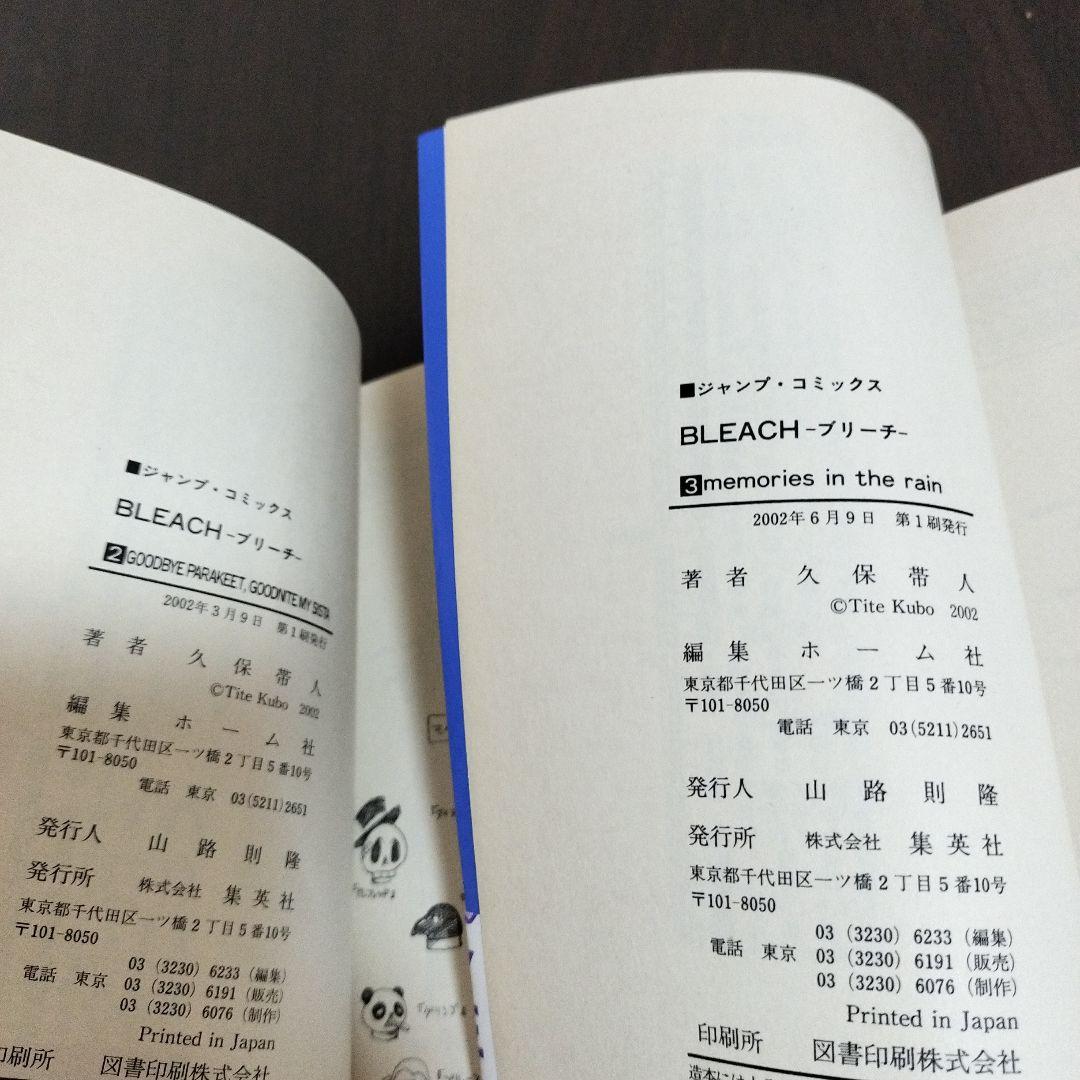 ■ジャンプ・コミックス
BLEACH -ブリーチ-
2 GOODBYE PARAKEET, GOODNITE MY SISTA
2002年3月9日 第1刷発行
著者 久保帯人
©Tite Kubo 2002
編集 ホーム社
東京都千代田区一ツ橋2丁目5番10号
〒101-8050
電話 東京 03(5211)2651
発行人 山路則隆
発行所 株式会社 集英社
東京都千代田区一ツ橋2丁目5番10号
〒101-8050
03(3230)6233(編集)
電話 東京 03(3230)6191(販売)
03(3230)6076(制作)
Printed in Japan
印刷所 図書印刷株式会社
■ジャンプ・コミックス
BLEACH -ブリーチ-
3 memories in the rain
2002年6月9日 第1刷発行
著者 久保帯人
©Tite Kubo 2002
編集 ホーム社
東京都千代田区一ツ橋2丁目5番10号
〒101-8050
電話 東京 03(5211)2651
発行人 山路則隆
発行所 株式会社 集英社
東京都千代田区一ツ橋2丁目5番10号
〒101-8050
03(3230)6233(編集)
電話 東京 03(3230)6191(販売)
03(3230)6076(制作)
Printed in Japan
印刷所 図書印刷株式会社
造本には